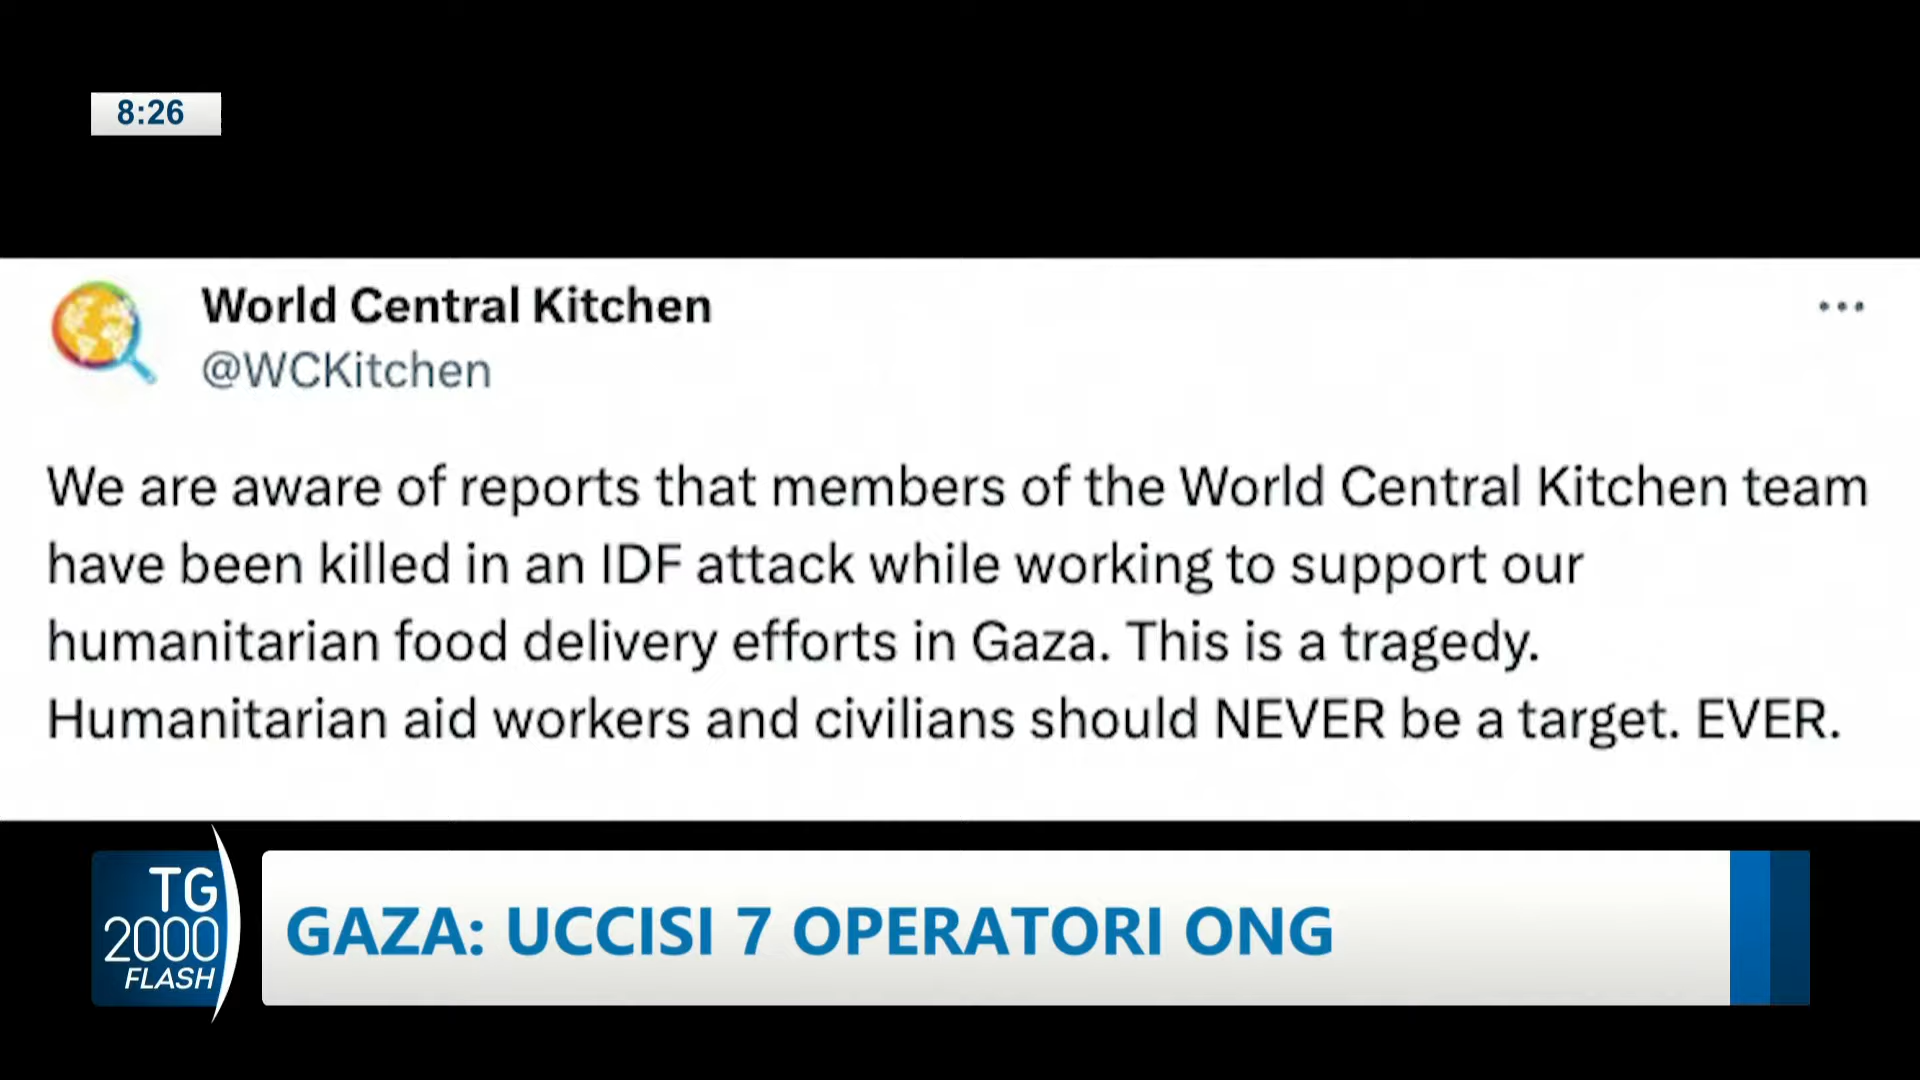 8:26
World Central Kitchen
@WCKitchen
We are aware of reports that members of the World Central Kitchen team
have been killed in an IDF attack while working to support our
humanitarian food delivery efforts in Gaza. This is a tragedy.
Humanitarian aid workers and civilians should NEVER be a target. EVER.
TG
2000
FLASH
GAZA: UCCISI 7 OPERATORI ONG